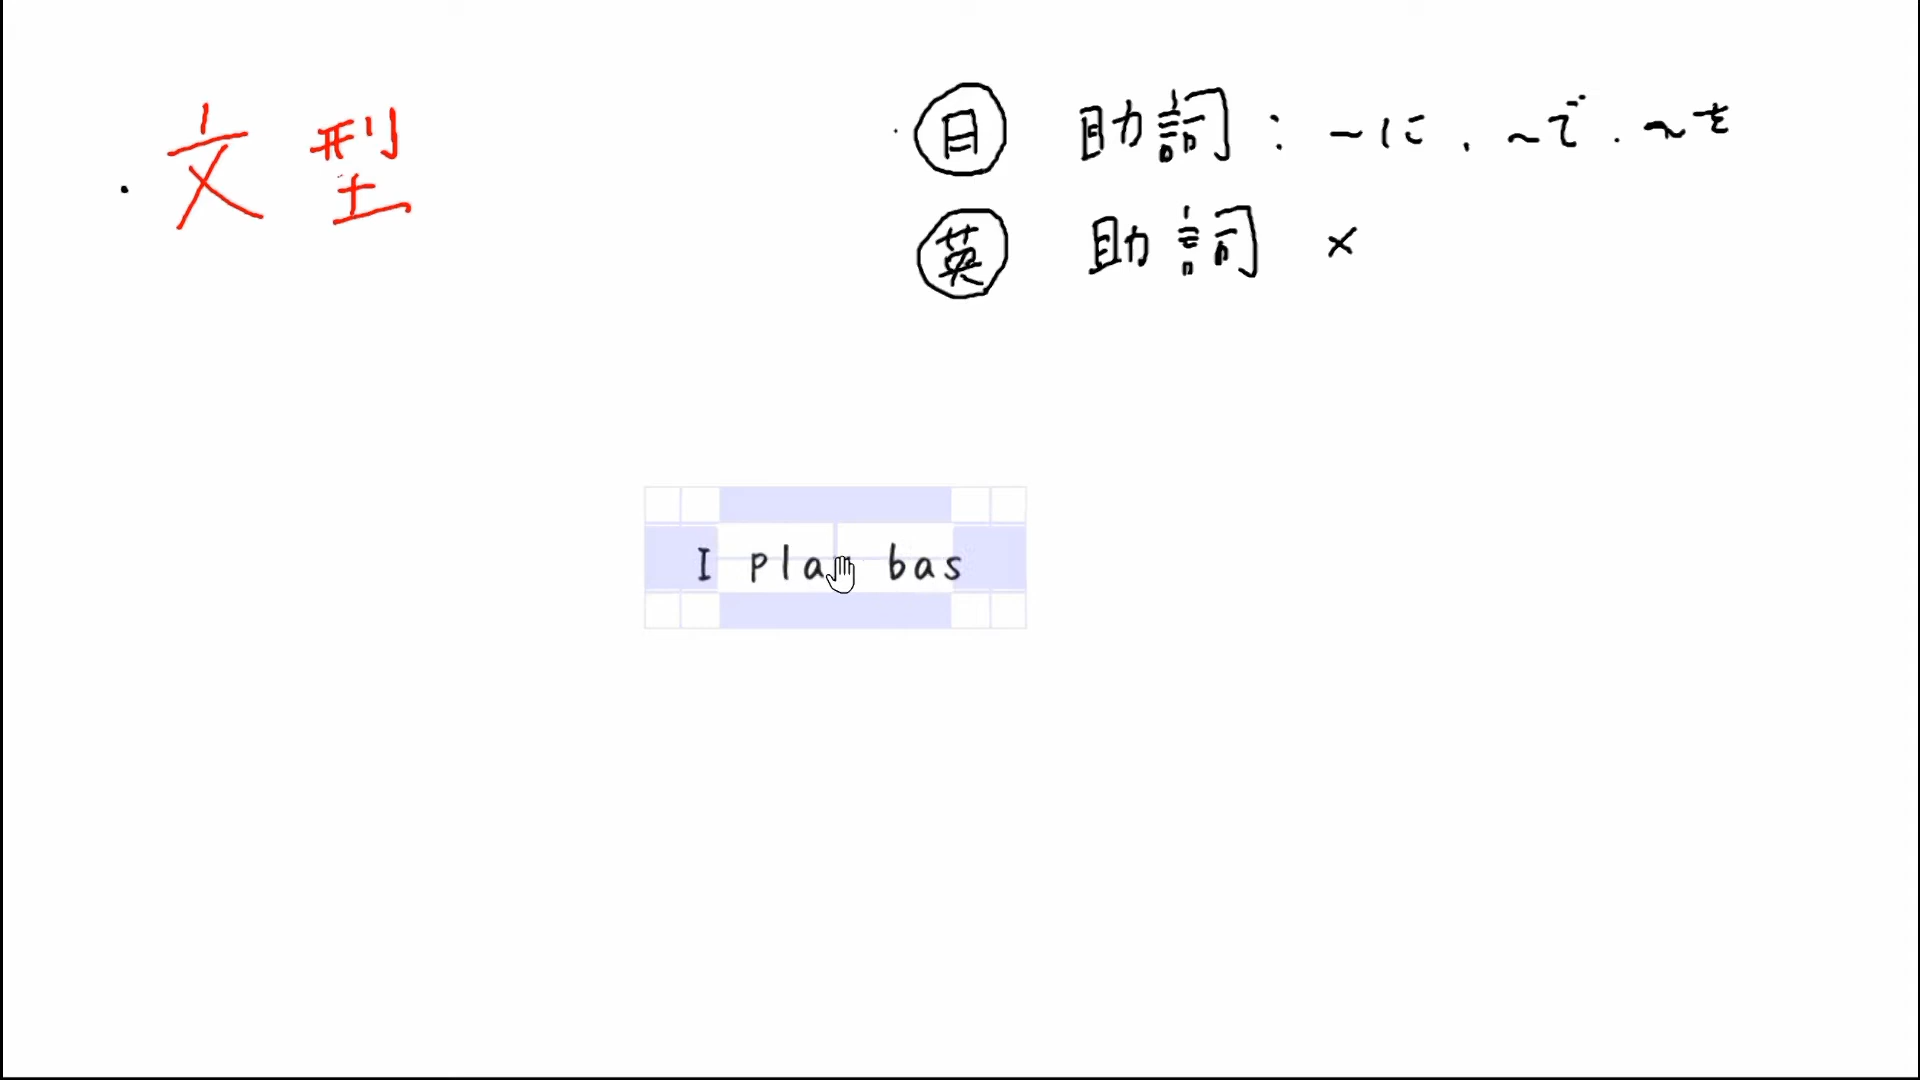 ・文型
・日 助詞：～に．～で．～を
英 助詞 ×
I pla bas